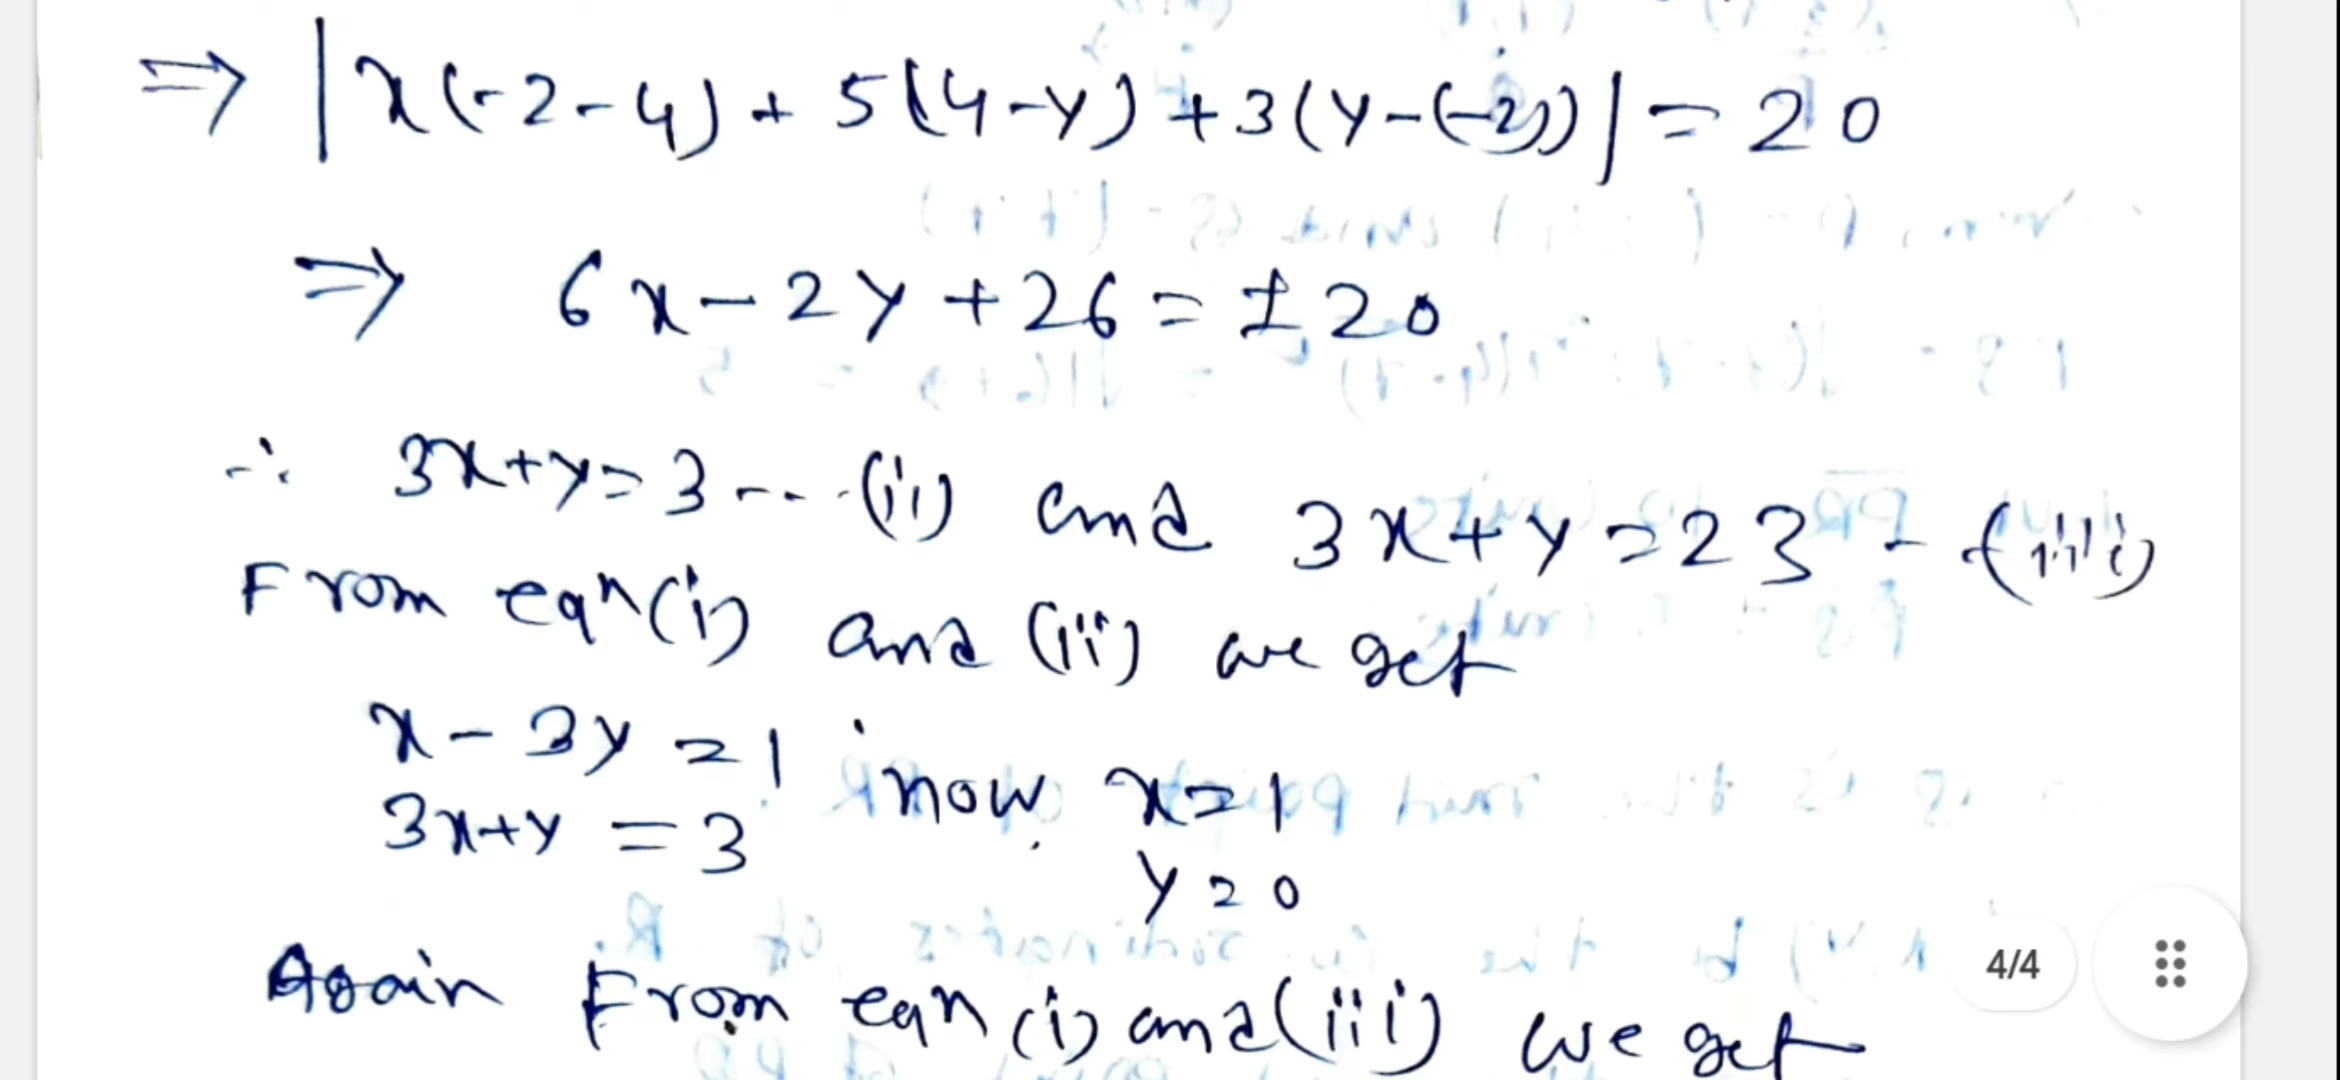 ⇒ |x(-2-4) + 5(4-y) + 3(y-(-2))| = 20
⇒ 6x - 2y + 26 = ±20
∴ 3x+y=3 --- (ii) and 3x+y=23 - (iii)
From eqn (i) and (ii) we get
x - 3y = 1 ; now x=1
3x+y = 3
y=0
4/4
Again From eqn (i) and (iii) we get